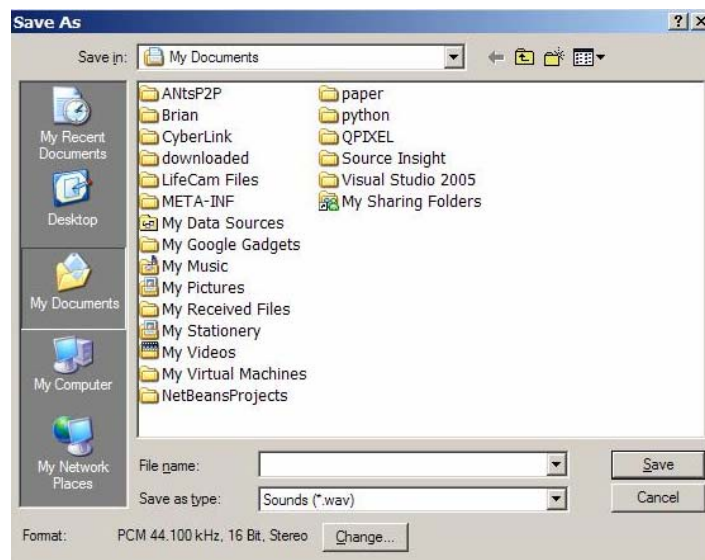 Save As
Save in: My Documents
My Recent Documents
Desktop
My Documents
My Computer
My Network Places
ANtsP2P
Brian
CyberLink
downloaded
LifeCam Files
META-INF
My Data Sources
My Google Gadgets
My Music
My Pictures
My Received Files
My Stationery
My Videos
My Virtual Machines
NetBeansProjects
paper
python
QPIXEL
Source Insight
Visual Studio 2005
My Sharing Folders
File name:
Save
Save as type: Sounds (*.wav)
Cancel
Format: PCM 44.100 kHz, 16 Bit, Stereo Change...